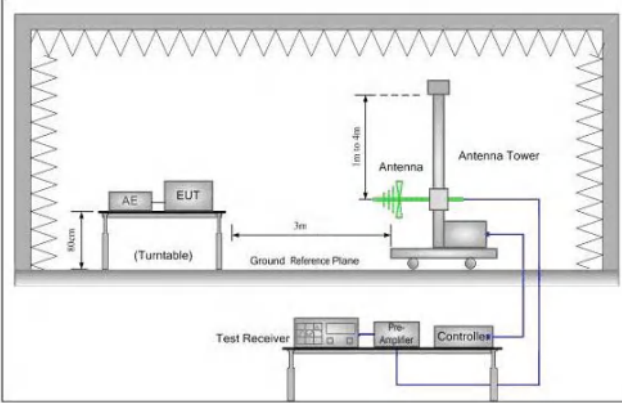 1m to 4m
Antenna
Antenna Tower
AE
EUT
80cm
3m
(Turntable)
Ground Reference Plane
Test Receiver
Pre-
Amplifier
Controller